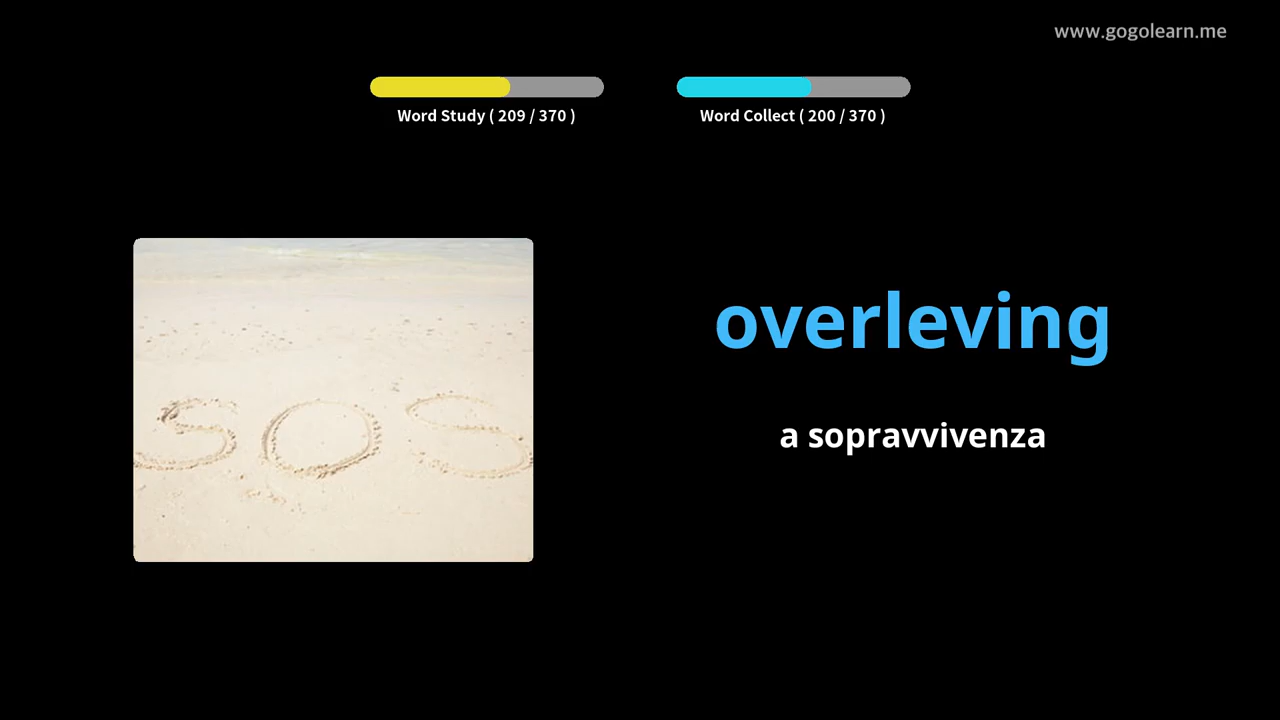 www.gogolearn.me
Word Study ( 209 / 370 )
Word Collect ( 200 / 370 )
SOS
overleving
a sopravvivenza